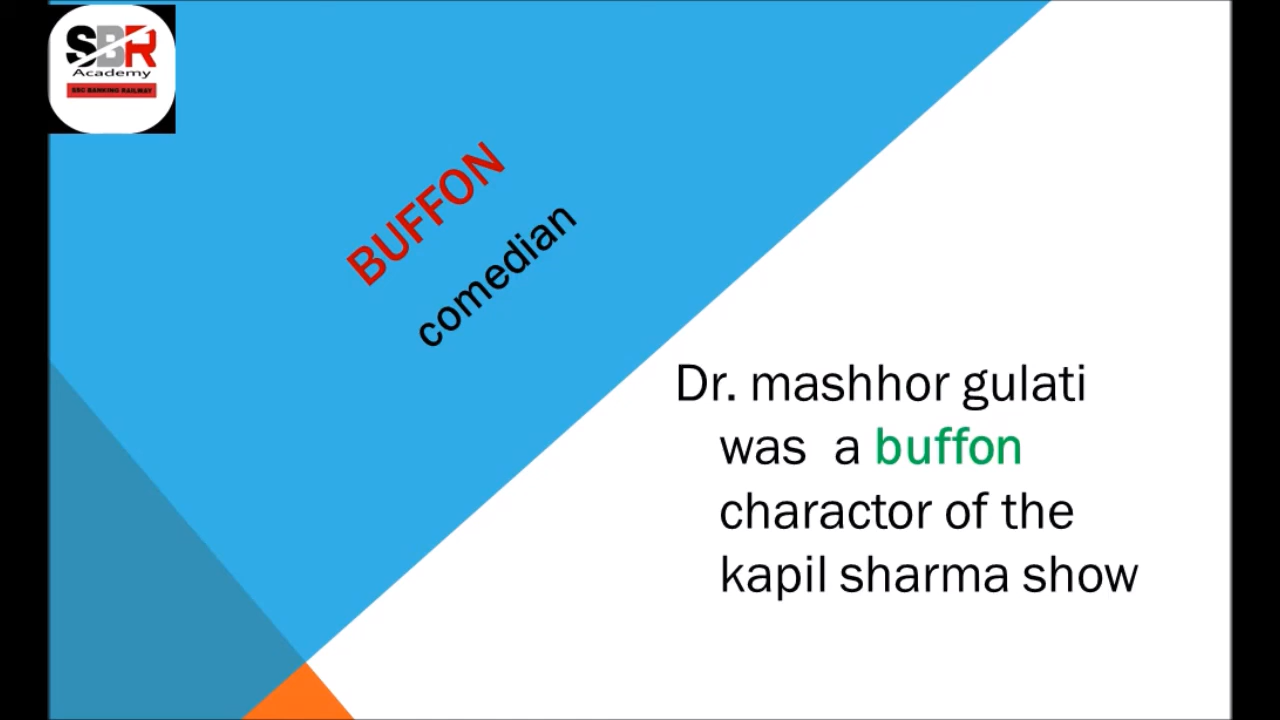 SBR
Academy
SSC BANKING RAILWAY
BUFFON
comedian
Dr. mashhor gulati
was a buffon
charactor of the
kapil sharma show